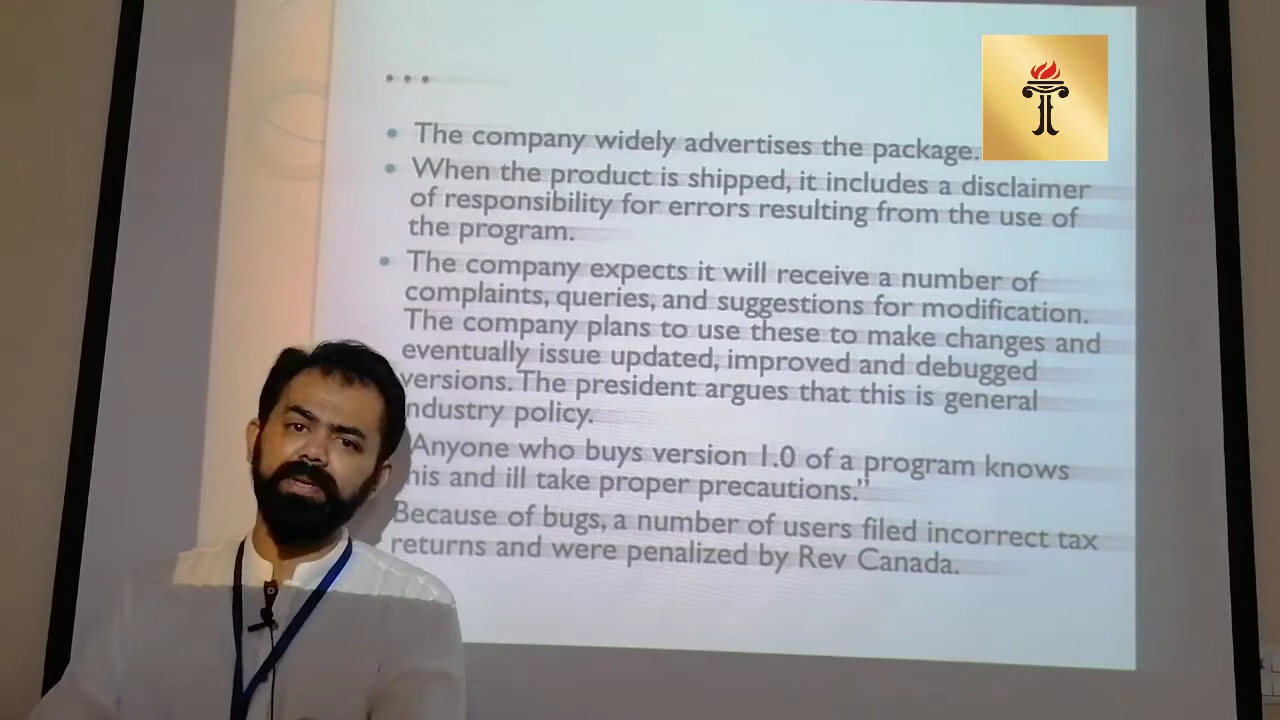 ...
The company widely advertises the package.
When the product is shipped, it includes a disclaimer
of responsibility for errors resulting from the use of
the program.
The company expects it will receive a number of
complaints, queries, and suggestions for modification.
The company plans to use these to make changes and
eventually issue updated, improved and debugged
versions. The president argues that this is general
ndustry policy.
Anyone who buys version 1.0 of a program knows
his and ill take proper precautions.”
Because of bugs, a number of users filed incorrect tax
returns and were penalized by Rev Canada.